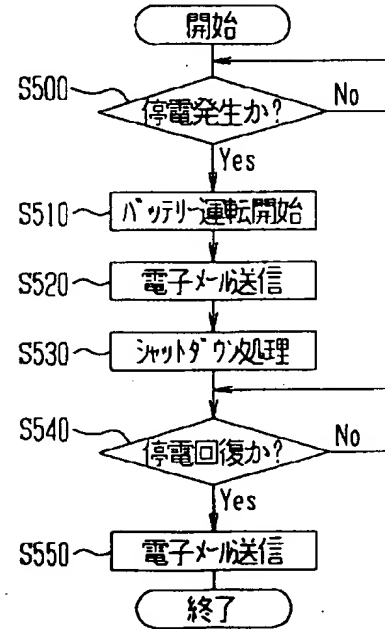 開始
S500
停電発生か?
No
Yes
S510
バッテリー運転開始
S520
電子メール送信
S530
シャットダウン処理
S540
停電回復か?
No
Yes
S550
電子メール送信
終了